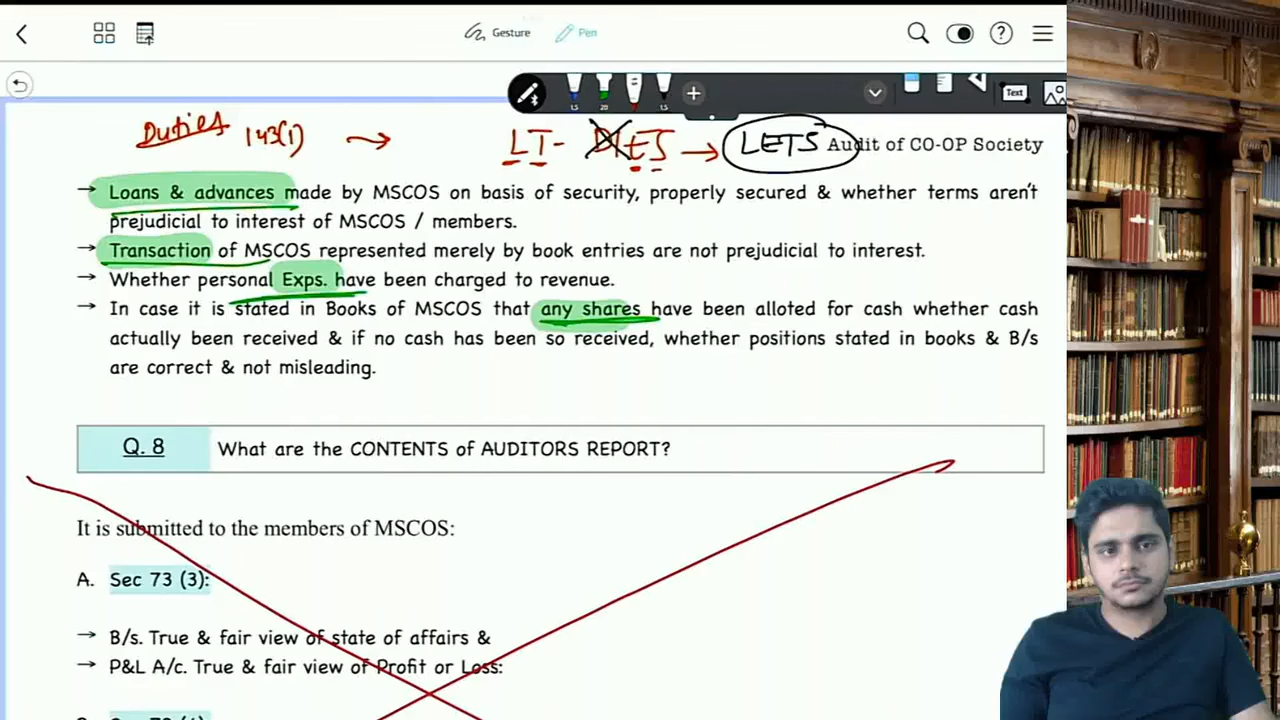 Gesture Pen
1.5 20 1.5 Text
Duties 143(1) → LT- ES → LETS Audit of CO-OP Society
→ Loans & advances made by MSCOS on basis of security, properly secured & whether terms aren't
prejudicial to interest of MSCOS / members.
→ Transaction of MSCOS represented merely by book entries are not prejudicial to interest.
→ Whether personal Exps. have been charged to revenue.
→ In case it is stated in Books of MSCOS that any shares have been alloted for cash whether cash
actually been received & if no cash has been so received, whether positions stated in books & B/s
are correct & not misleading.
Q. 8 What are the CONTENTS of AUDITORS REPORT?
It is submitted to the members of MSCOS:
A. Sec 73 (3):
→ B/s. True & fair view of state of affairs &
→ P&L A/c. True & fair view of Profit or Loss: